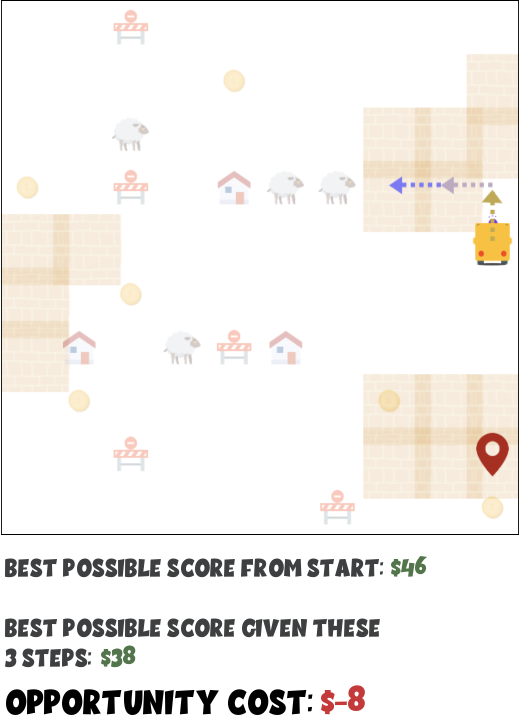 BEST POSSIBLE SCORE FROM START: $46
BEST POSSIBLE SCORE GIVEN THESE
3 STEPS: $38
OPPORTUNITY COST: $-8